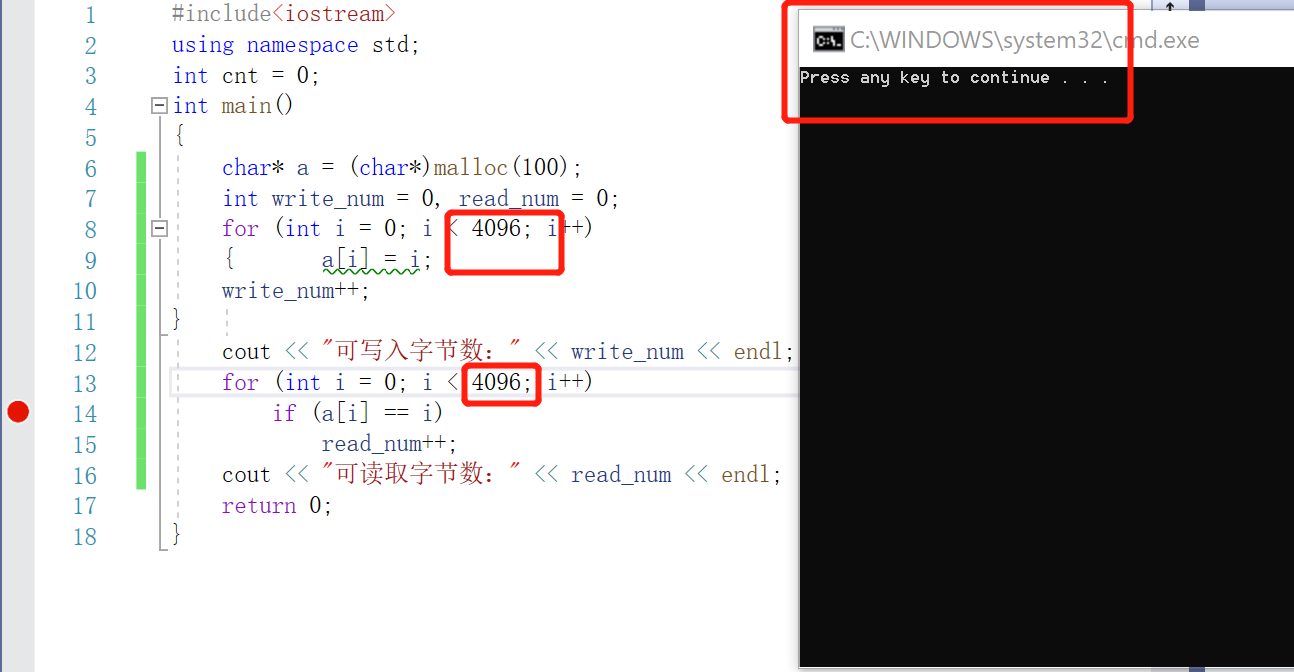 1 #include<iostream>
2 using namespace std;
3 int cnt = 0;
4 int main()
5 {
6 char* a = (char*)malloc(100);
7 int write_num = 0, read_num = 0;
8 for (int i = 0; i < 4096; i++)
9 { a[i] = i;
10 write_num++;
11 }
12 cout << "可写入字节数：" << write_num << endl;
13 for (int i = 0; i < 4096; i++)
14 if (a[i] == i)
15 read_num++;
16 cout << "可读取字节数：" << read_num << endl;
17 return 0;
18 }
C:\WINDOWS\system32\cmd.exe
Press any key to continue . . .